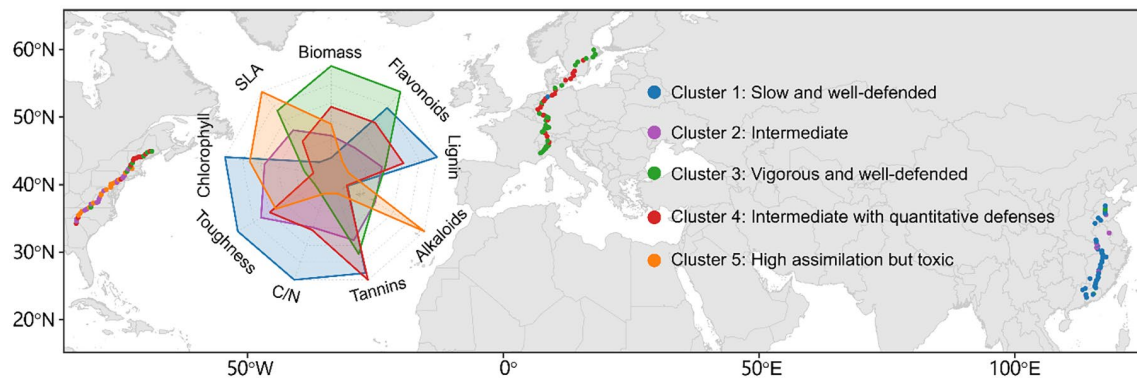 60°N
50°N
40°N
30°N
20°N
50°W
0°
50°E
100°E
Biomass
Flavonoids
Lignin
Alkaloids
Tannins
C/N
Toughness
Chlorophyll
SLA
Cluster 1: Slow and well-defended
Cluster 2: Intermediate
Cluster 3: Vigorous and well-defended
Cluster 4: Intermediate with quantitative defenses
Cluster 5: High assimilation but toxic